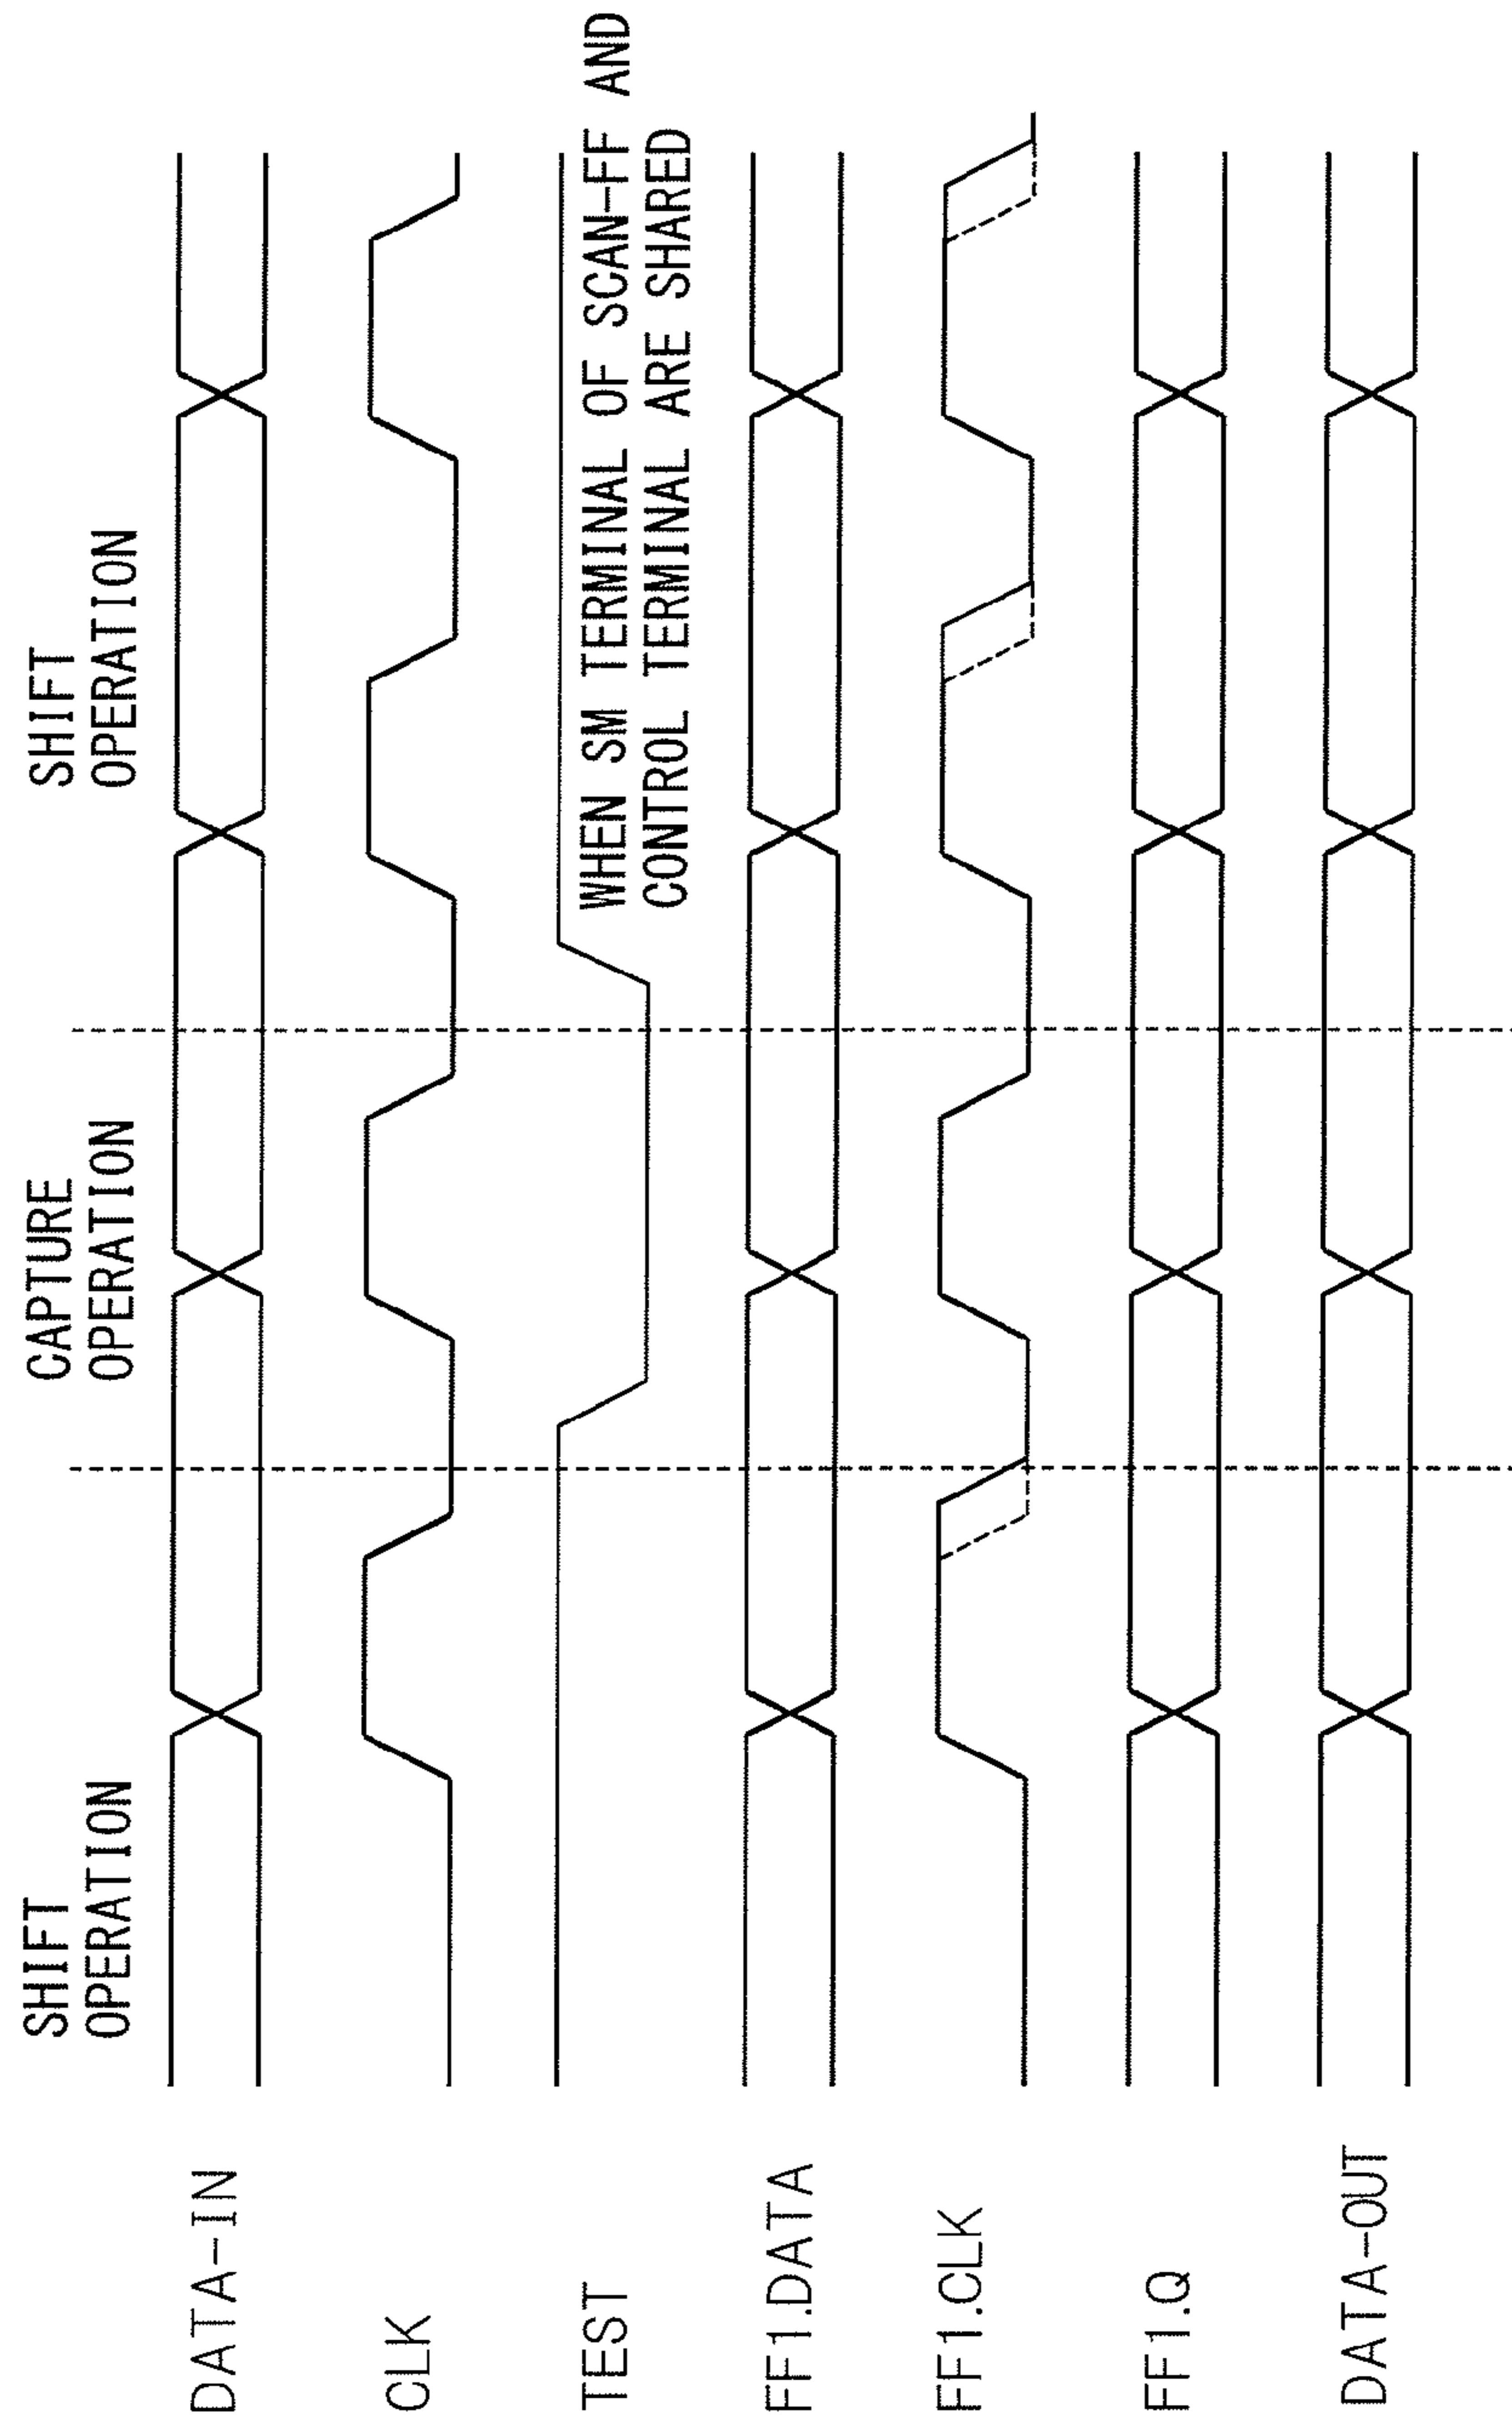 SHIFT
OPERATION
CAPTURE
OPERATION
SHIFT
OPERATION
DATA-IN
CLK
TEST
WHEN SM TERMINAL OF SCAN-FF AND
CONTROL TERMINAL ARE SHARED
FF1.DATA
FF1.CLK
FF1.Q
DATA-OUT